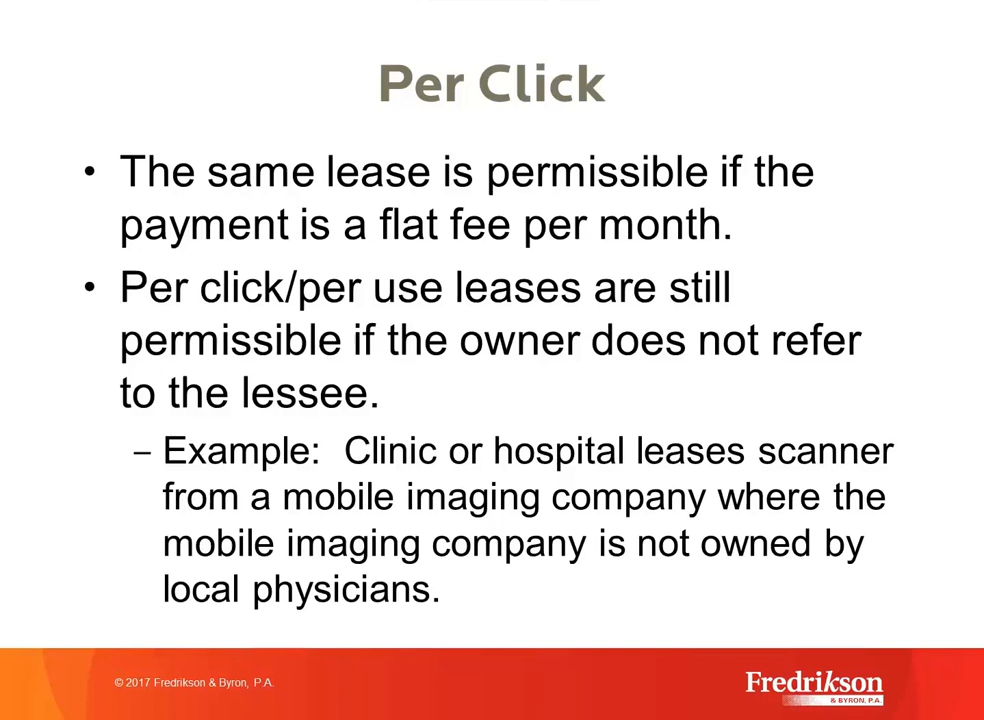 Per Click
• The same lease is permissible if the
payment is a flat fee per month.
• Per click/per use leases are still
permissible if the owner does not refer
to the lessee.
– Example:  Clinic or hospital leases scanner
from a mobile imaging company where the
mobile imaging company is not owned by
local physicians.
© 2017 Fredrikson & Byron, P.A.
Fredrikson
& BYRON, P.A.